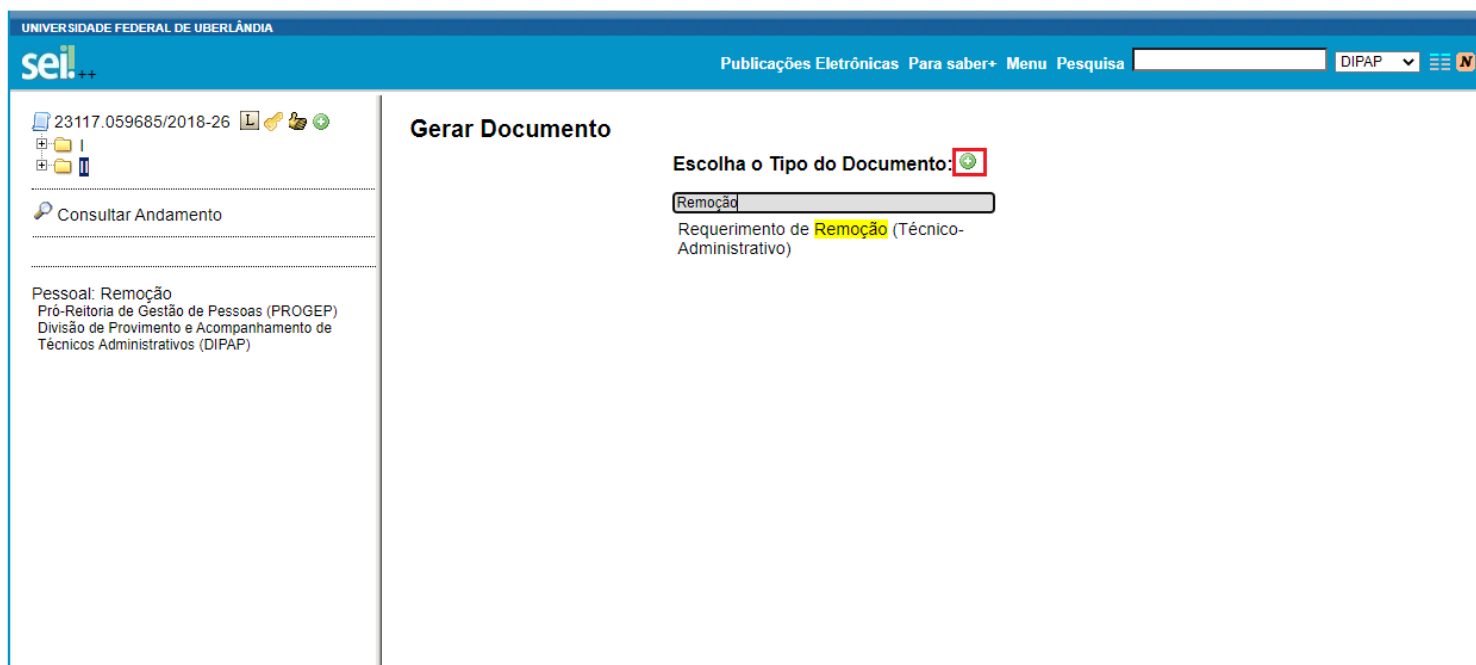 UNIVERSIDADE FEDERAL DE UBERLÂNDIA
sei! ++
Publicações Eletrônicas Para saber+ Menu Pesquisa DIPAP N
23117.059685/2018-26 L
I
II
Consultar Andamento
Pessoal: Remoção
Pró-Reitoria de Gestão de Pessoas (PROGEP)
Divisão de Provimento e Acompanhamento de
Técnicos Administrativos (DIPAP)
Gerar Documento
Escolha o Tipo do Documento:
Remoção
Requerimento de Remoção (Técnico-
Administrativo)